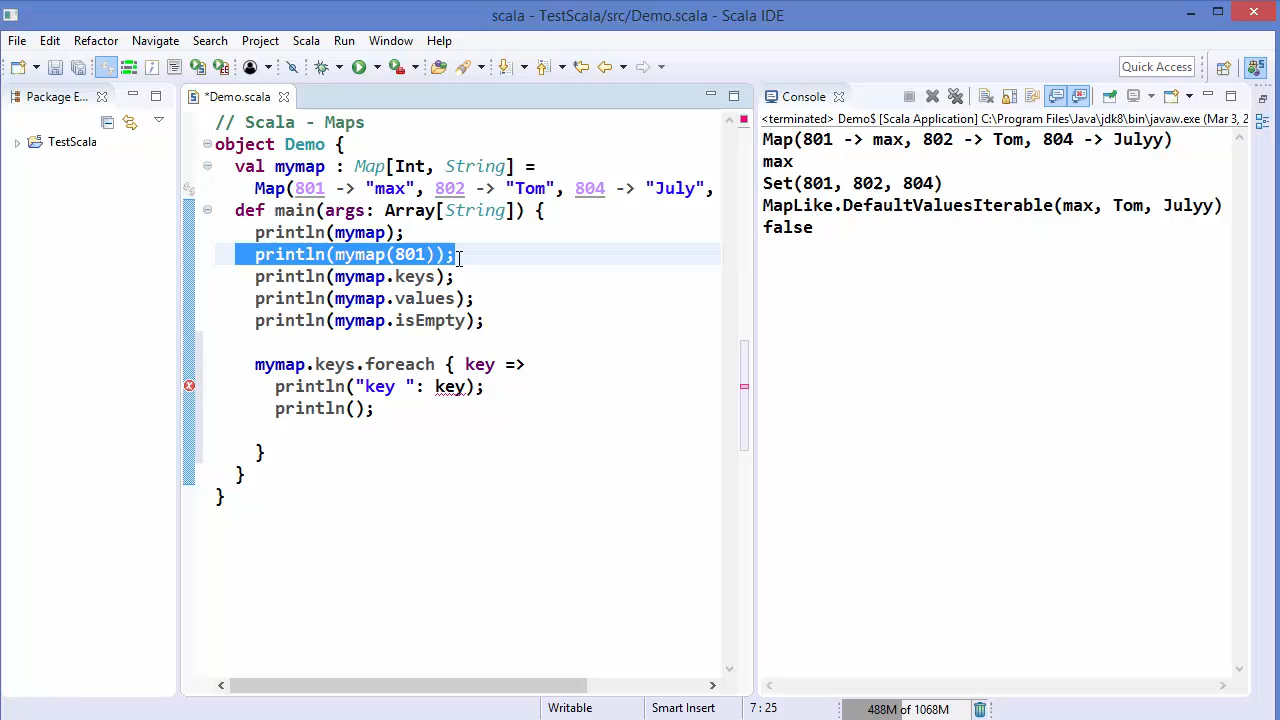 scala - TestScala/src/Demo.scala - Scala IDE
File Edit Refactor Navigate Search Project Scala Run Window Help
Quick Access
Package E...
TestScala
*Demo.scala
// Scala - Maps
object Demo {
val mymap : Map[Int, String] =
Map(801 -> "max", 802 -> "Tom", 804 -> "July",
def main(args: Array[String]) {
println(mymap);
println(mymap(801));
println(mymap.keys);
println(mymap.values);
println(mymap.isEmpty);
mymap.keys.foreach { key =>
println("key ": key);
println();
}
}
}
Console
<terminated> Demo$ [Scala Application] C:\Program Files\Java\jdk8\bin\javaw.exe (Mar 3, 2
Map(801 -> max, 802 -> Tom, 804 -> Julyy)
max
Set(801, 802, 804)
MapLike.DefaultValuesIterable(max, Tom, Julyy)
false
Writable Smart Insert 7 : 25 488M of 1068M